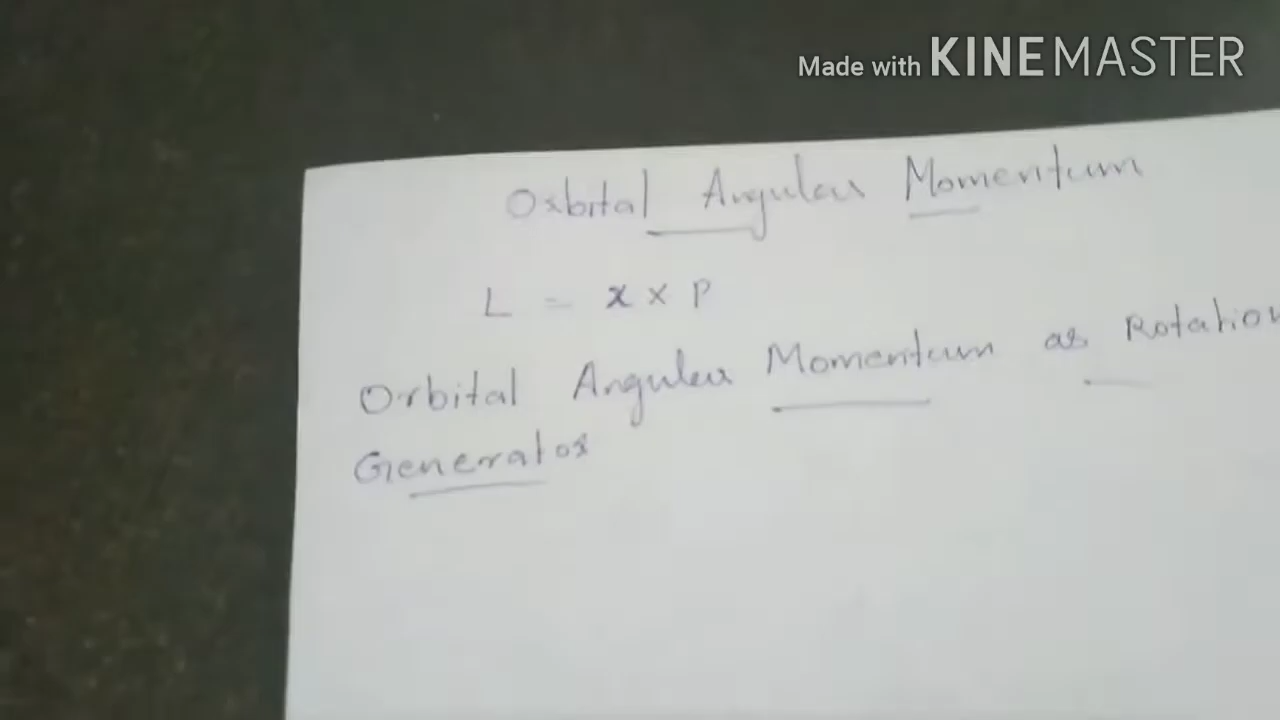 Made with KINEMASTER
Orbital Angular Momentum
L = x × P
Orbital Angular Momentum as Rotation
Generator